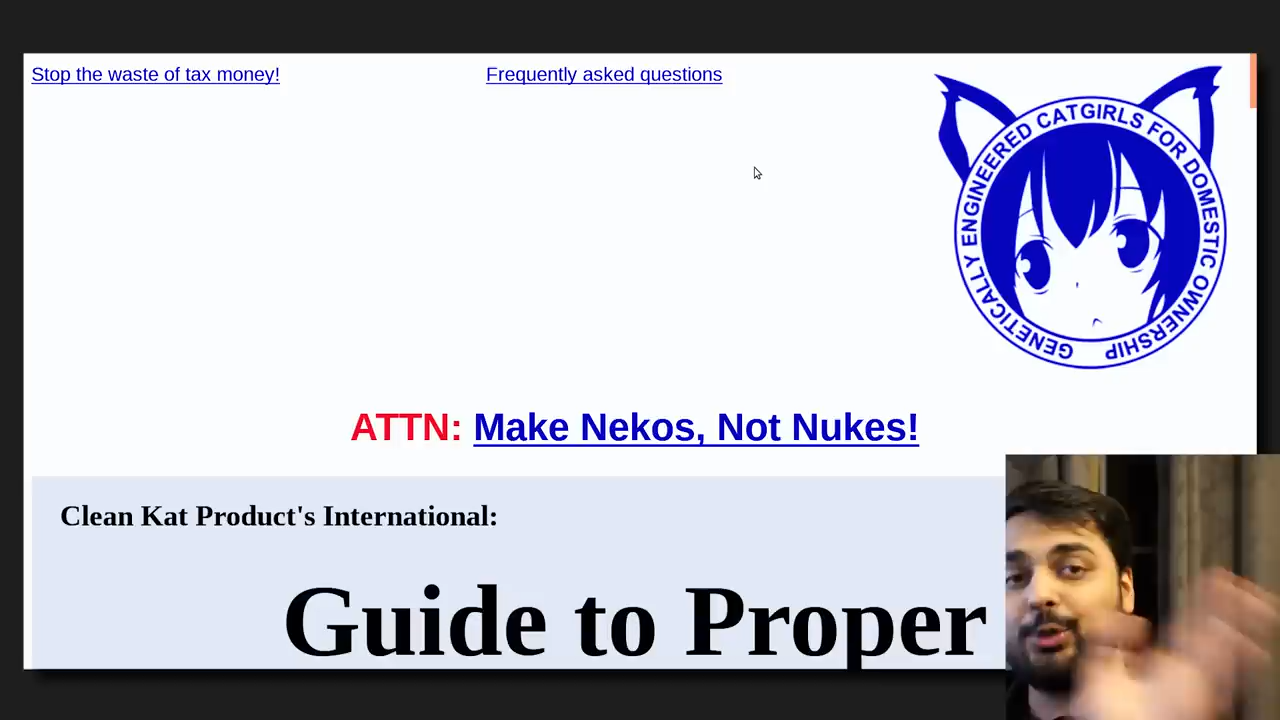 Stop the waste of tax money!
Frequently asked questions
GENETICALLY ENGINEERED CATGIRLS FOR DOMESTIC OWNERSHIP
ATTN: Make Nekos, Not Nukes!
Clean Kat Product's International:
Guide to Proper